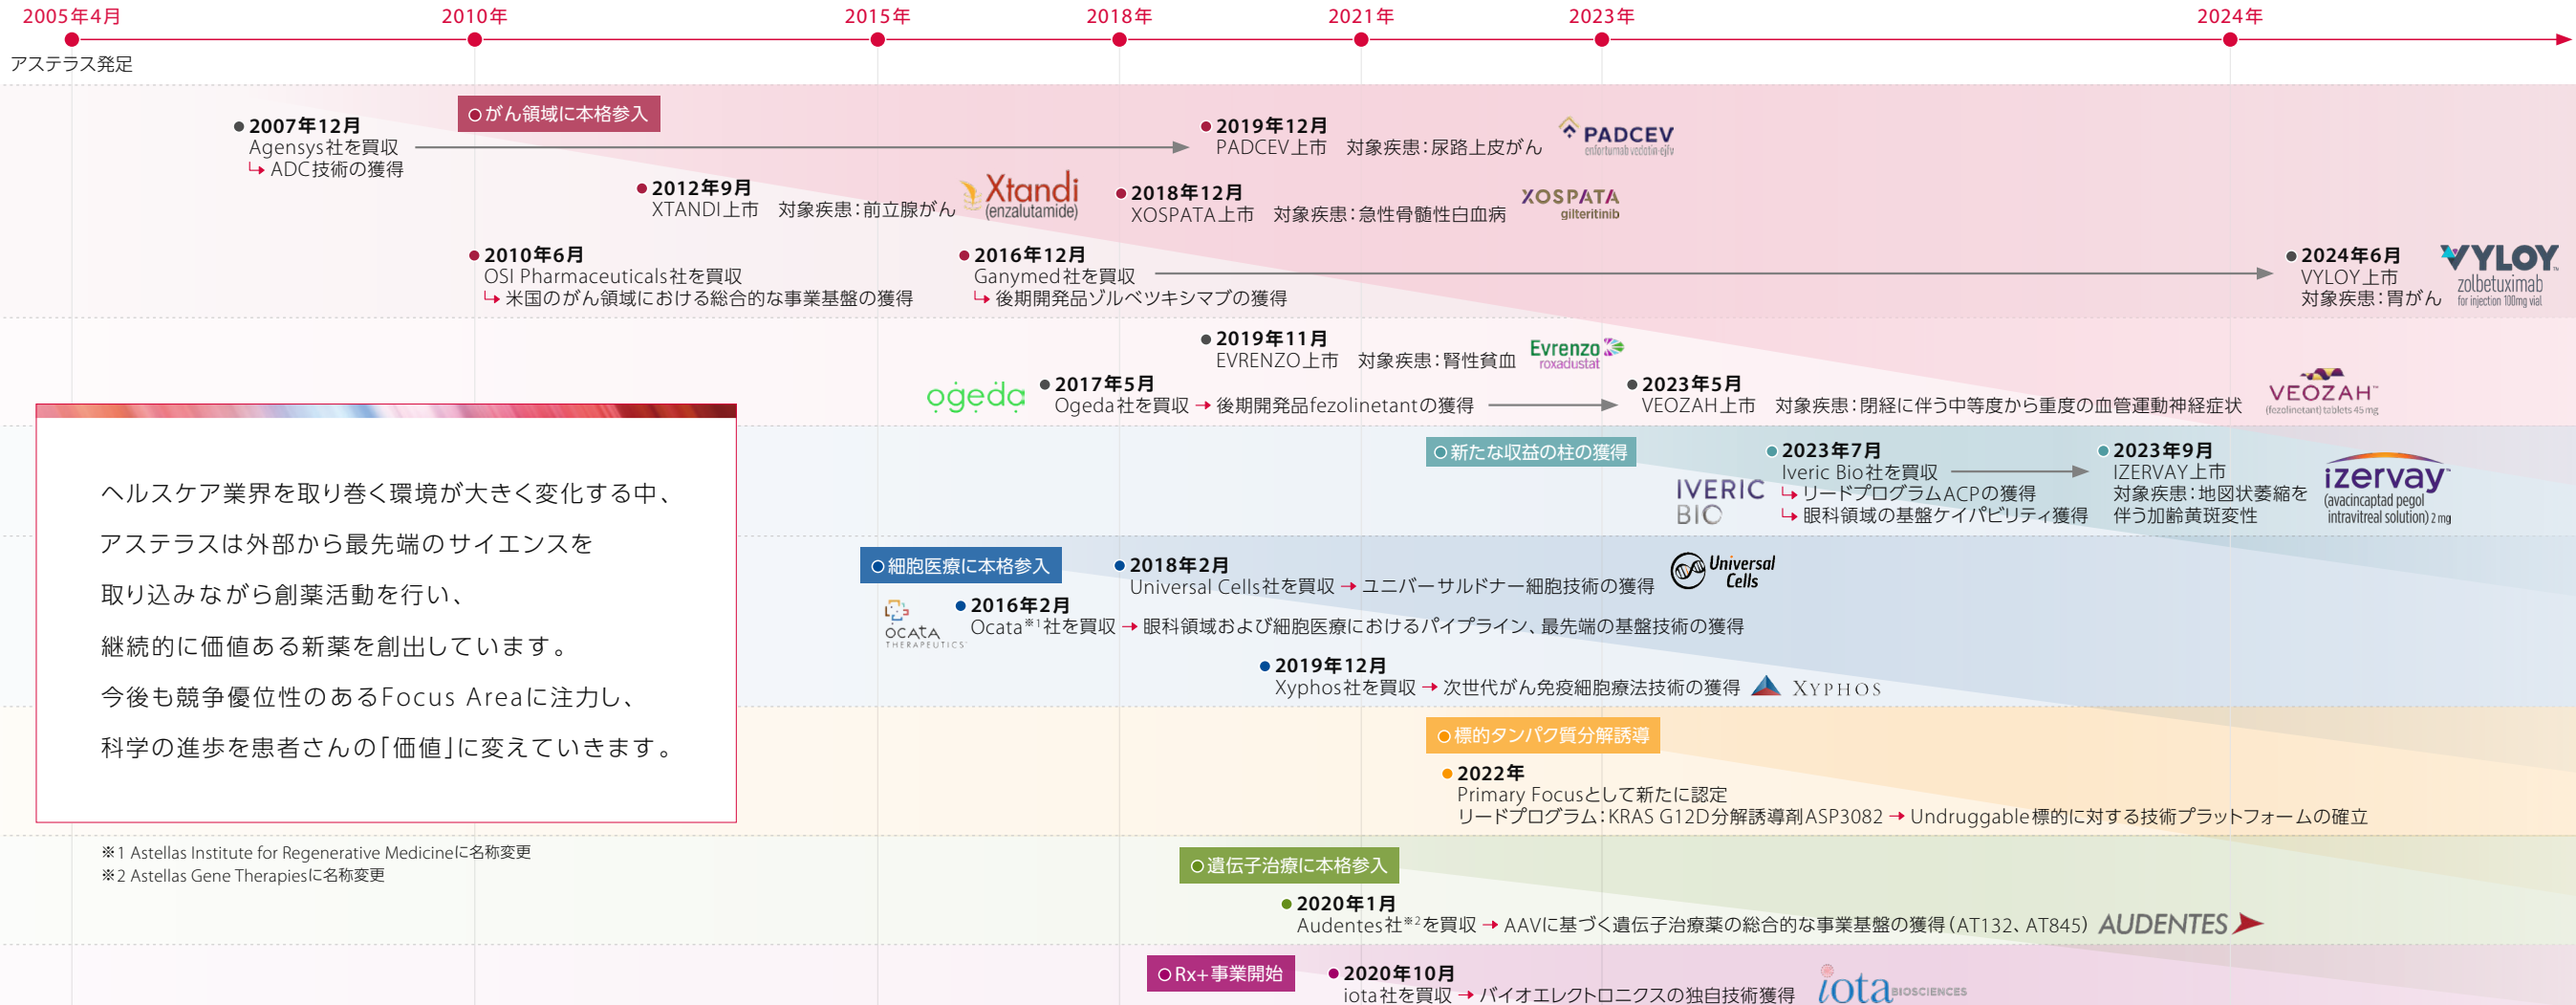 2005年4月
2010年
2015年
2018年
2021年
2023年
2024年
アステラス発足
がん領域に本格参入
2007年12月
Agensys社を買収
↳ ADC技術の獲得
2019年12月
PADCEV上市　対象疾患：尿路上皮がん
PADCEV
enfortumab vedotin-ejfv
2012年9月
XTANDI上市　対象疾患：前立腺がん
Xtandi
(enzalutamide)
2018年12月
XOSPATA上市　対象疾患：急性骨髄性白血病
XOSPATA
gilteritinib
2010年6月
OSI Pharmaceuticals社を買収
↳ 米国のがん領域における総合的な事業基盤の獲得
2016年12月
Ganymed社を買収
↳ 後期開発品ゾルベツキシマブの獲得
2024年6月
VYLOY上市
対象疾患：胃がん
VYLOY™
zolbetuximab
for injection 100mg vial
2019年11月
EVRENZO上市　対象疾患：腎性貧血
Evrenzo
roxadustat
ogeda
2017年5月
Ogeda社を買収 → 後期開発品fezolinetantの獲得
2023年5月
VEOZAH上市　対象疾患：閉経に伴う中等度から重度の血管運動神経症状
VEOZAH™
(fezolinetant) tablets 45 mg
新たな収益の柱の獲得
IVERIC
BIO
2023年7月
Iveric Bio社を買収
↳ リードプログラムACPの獲得
↳ 眼科領域の基盤ケイパビリティ獲得
2023年9月
IZERVAY上市
対象疾患：地図状萎縮を
伴う加齢黄斑変性
izervay™
(avacincaptad pegol
intravitreal solution) 2 mg
ヘルスケア業界を取り巻く環境が大きく変化する中、
アステラスは外部から最先端のサイエンスを
取り込みながら創薬活動を行い、
継続的に価値ある新薬を創出しています。
今後も競争優位性のあるFocus Areaに注力し、
科学の進歩を患者さんの「価値」に変えていきます。
細胞医療に本格参入
2018年2月
Universal Cells社を買収 → ユニバーサルドナー細胞技術の獲得
Universal
Cells
OCATA
THERAPEUTICS
2016年2月
Ocata※1社を買収 → 眼科領域および細胞医療におけるパイプライン、最先端の基盤技術の獲得
2019年12月
Xyphos社を買収 → 次世代がん免疫細胞療法技術の獲得
XYPHOS
標的タンパク質分解誘導
2022年
Primary Focusとして新たに認定
リードプログラム：KRAS G12D分解誘導剤ASP3082 → Undruggable標的に対する技術プラットフォームの確立
※1 Astellas Institute for Regenerative Medicineに名称変更
※2 Astellas Gene Therapiesに名称変更
遺伝子治療に本格参入
2020年1月
Audentes社※2を買収 → AAVに基づく遺伝子治療薬の総合的な事業基盤の獲得（AT132、AT845）
AUDENTES
Rx+事業開始
2020年10月
iota社を買収 → バイオエレクトロニクスの独自技術獲得
iota BIOSCIENCES